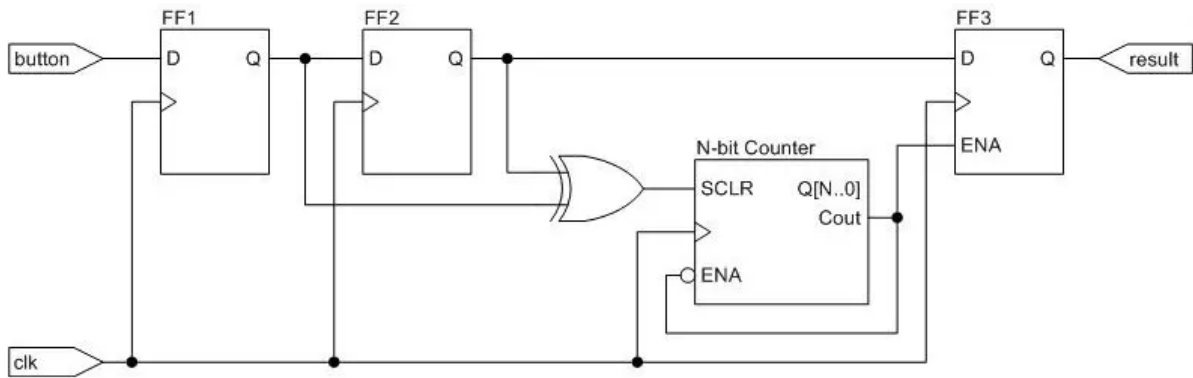 FF1
FF2
FF3
button
D Q
D Q
D Q
result
ENA
N-bit Counter
SCLR Q[N..0]
Cout
ENA
clk